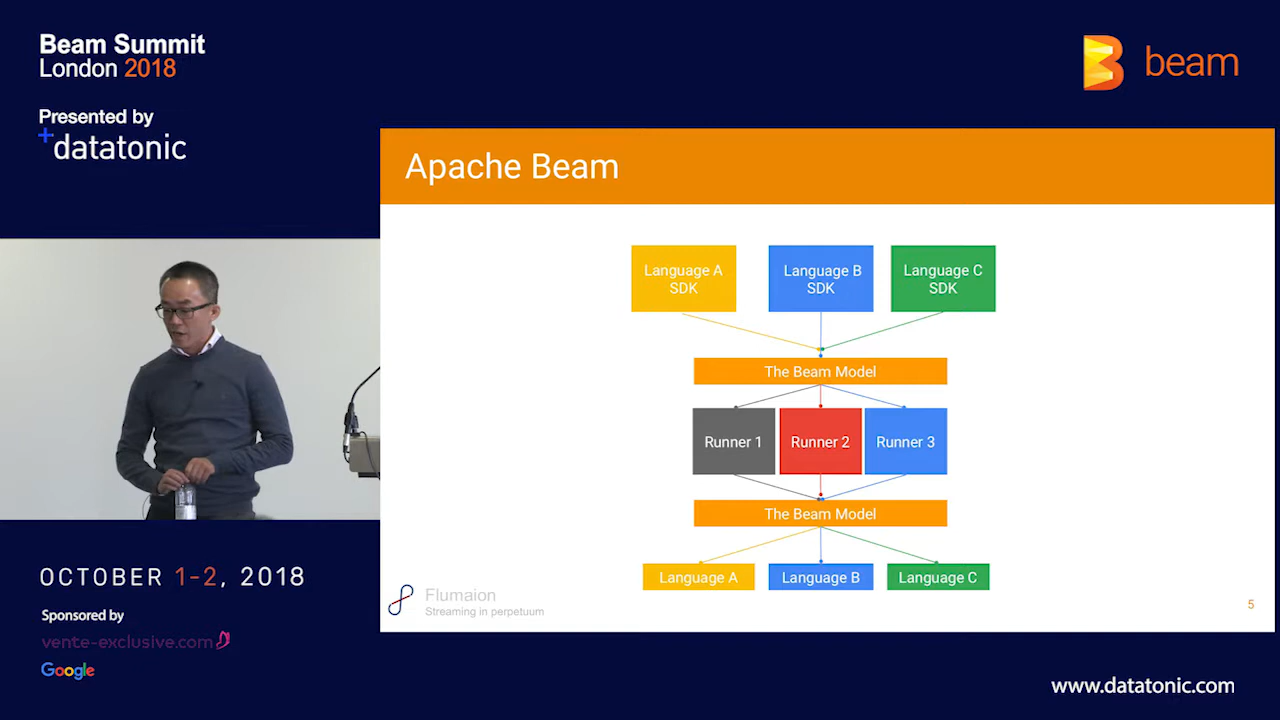 Beam Summit
London 2018
Presented by
+datatonic
beam
Apache Beam
Language A
SDK
Language B
SDK
Language C
SDK
The Beam Model
Runner 1
Runner 2
Runner 3
The Beam Model
Language A
Language B
Language C
Flumaion
Streaming in perpetuum
5
OCTOBER 1-2, 2018
Sponsored by
vente-exclusive.com
Google
www.datatonic.com